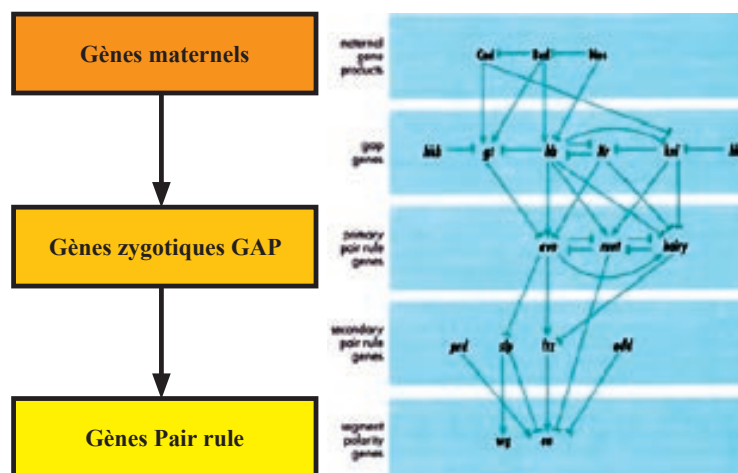 Gènes maternels
Gènes zygotiques GAP
Gènes Pair rule
maternal
gene
products
Cad Bcd Nos
gap
genes
gt hb Kr kni
primary
pair rule
genes
eve runt hairy
secondary
pair rule
genes
prd slp ftz odd
segment
polarity
genes
wg en